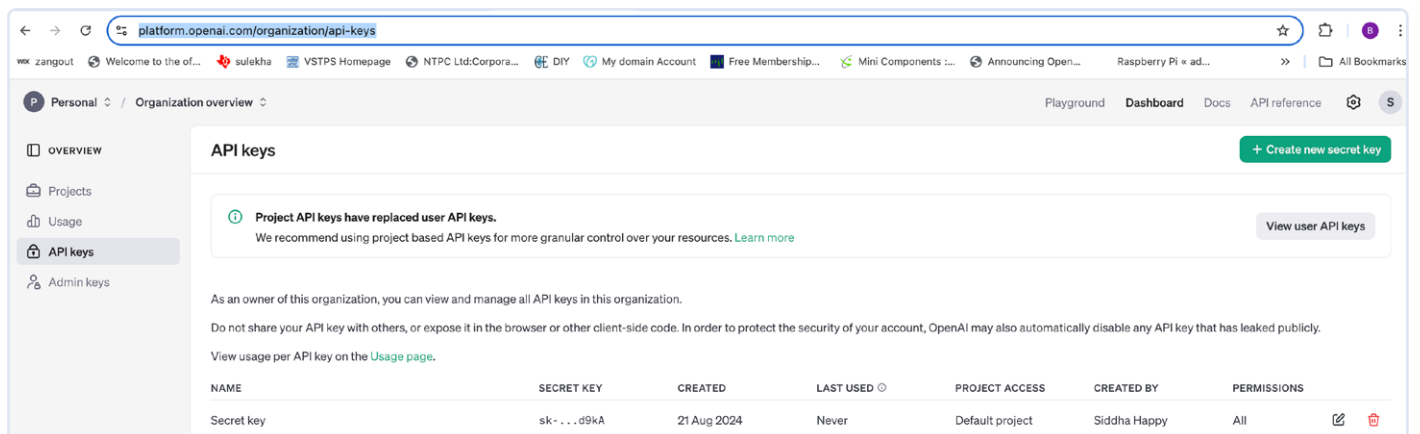 platform.openai.com/organization/api-keys B
WIX zangout Welcome to the of... sulekha VSTPS Homepage NTPC Ltd:Corpora... DIY My domain Account Free Membership... Mini Components :... Announcing Open... Raspberry Pi « ad... » All Bookmarks
P Personal / Organization overview Playground Dashboard Docs API reference S
OVERVIEW
API keys
+ Create new secret key
Projects
Usage
API keys
Admin keys
Project API keys have replaced user API keys.
We recommend using project based API keys for more granular control over your resources. Learn more
View user API keys
As an owner of this organization, you can view and manage all API keys in this organization.
Do not share your API key with others, or expose it in the browser or other client-side code. In order to protect the security of your account, OpenAI may also automatically disable any API key that has leaked publicly.
View usage per API key on the Usage page.
NAME SECRET KEY CREATED LAST USED PROJECT ACCESS CREATED BY PERMISSIONS
Secret key sk-...d9kA 21 Aug 2024 Never Default project Siddha Happy All